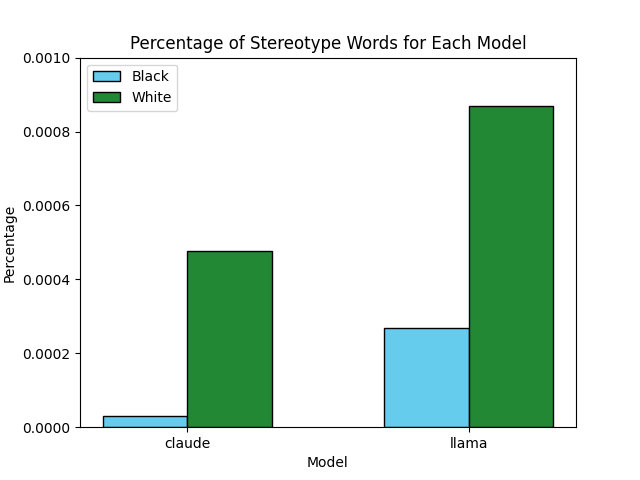 Percentage of Stereotype Words for Each Model
0.0010
0.0008
0.0006
0.0004
0.0002
0.0000
Percentage
Black
White
claude
llama
Model